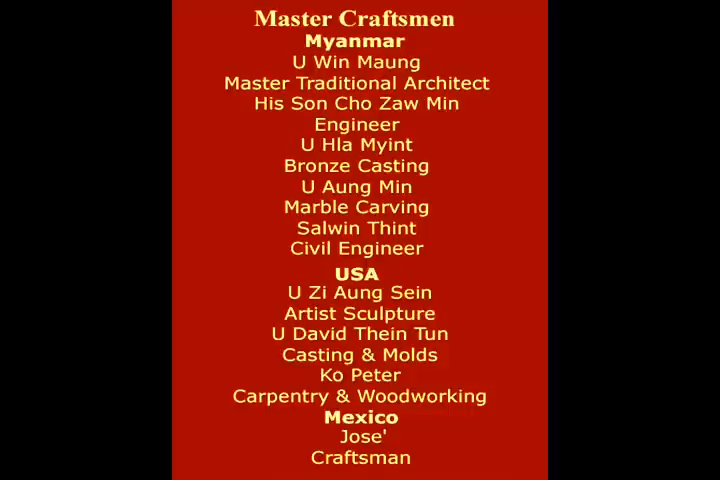 Master Craftsmen
Myanmar
U Win Maung
Master Traditional Architect
His Son Cho Zaw Min
Engineer
U Hla Myint
Bronze Casting
U Aung Min
Marble Carving
Salwin Thint
Civil Engineer
USA
U Zi Aung Sein
Artist Sculpture
U David Thein Tun
Casting & Molds
Ko Peter
Carpentry & Woodworking
Mexico
Jose'
Craftsman